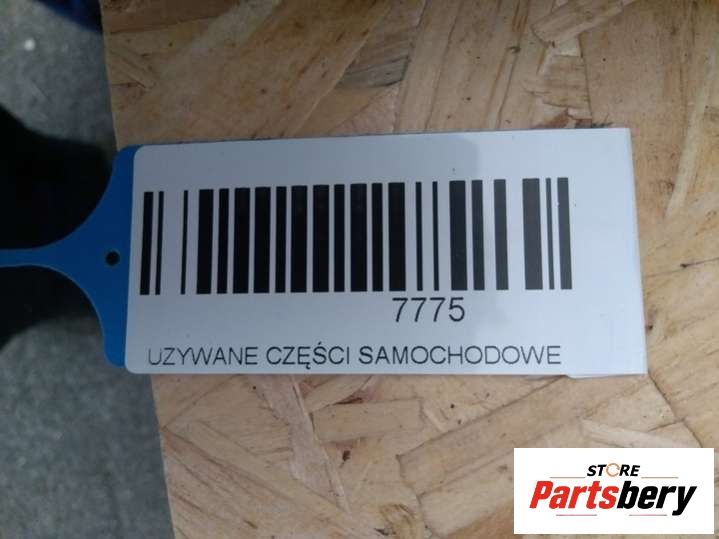 7775
UZYWANE CZĘŚCI SAMOCHODOWE
STORE
Partsbery